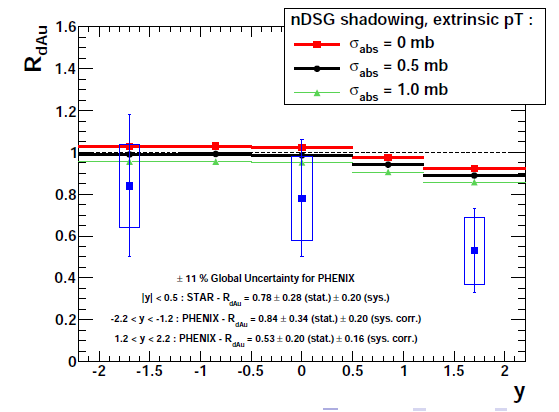 nDSG shadowing, extrinsic pT :
σabs = 0 mb
σabs = 0.5 mb
σabs = 1.0 mb
RdAu
1.6
1.4
1.2
1
0.8
0.6
0.4
0.2
0
± 11 % Global Uncertainty for PHENIX
|y| < 0.5 : STAR - RdAu = 0.78 ± 0.28 (stat.) ± 0.20 (sys.)
-2.2 < y < -1.2 : PHENIX - RdAu = 0.84 ± 0.34 (stat.) ± 0.20 (sys. corr.)
1.2 < y < 2.2 : PHENIX - RdAu = 0.53 ± 0.20 (stat.) ± 0.16 (sys. corr.)
-2 -1.5 -1 -0.5 0 0.5 1 1.5 2
y